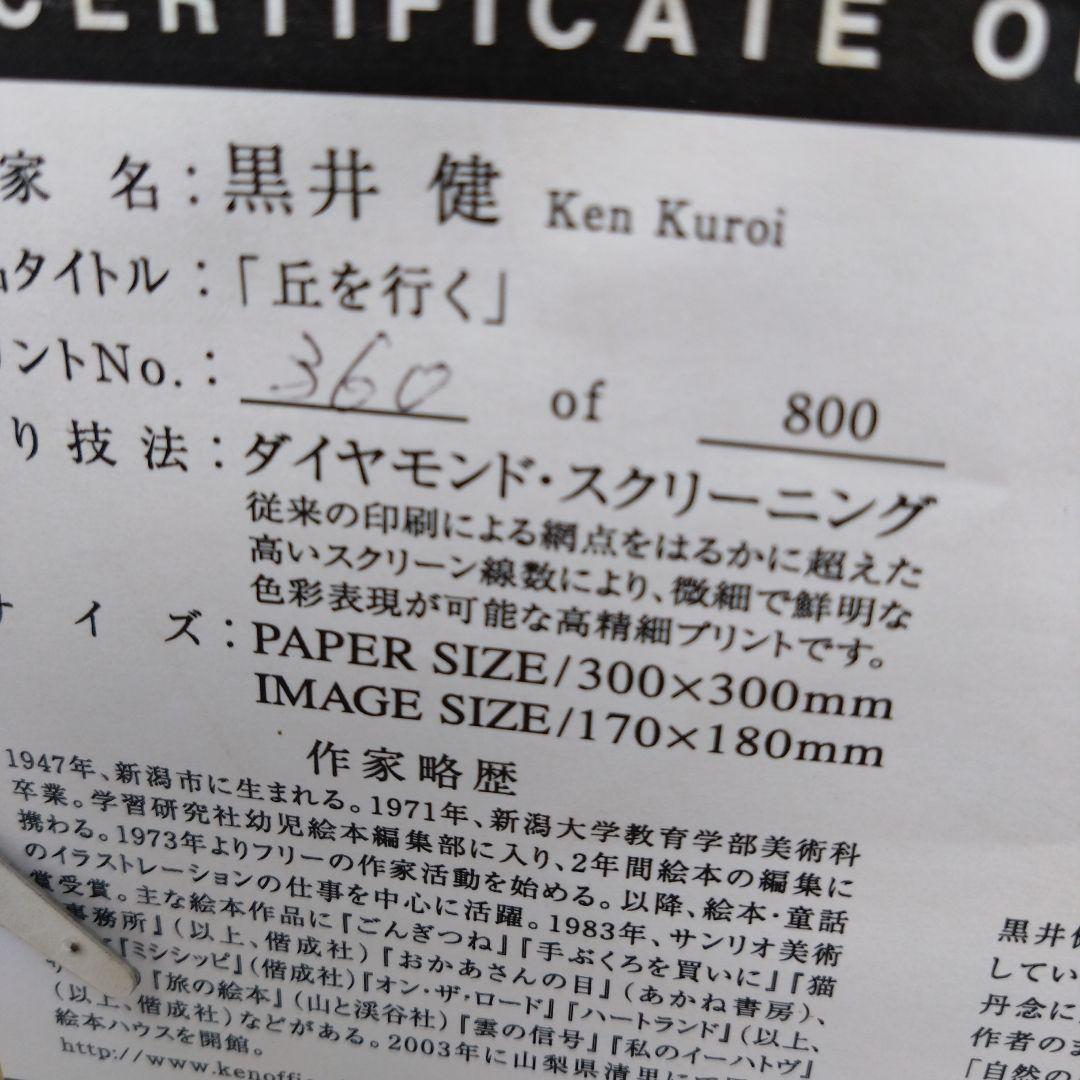 CERTIFICATE O
家 名：黒井 健 Ken Kuroi
タイトル：「丘を行く」
ントNo.：360 of 800
り技法：ダイヤモンド・スクリーニング
従来の印刷による網点をはるかに超えた
高いスクリーン線数により、微細で鮮明な
色彩表現が可能な高精細プリントです。
イ ズ：PAPER SIZE/300×300mm
IMAGE SIZE/170×180mm
作家略歴
1947年、新潟市に生まれる。1971年、新潟大学教育学部美術科
卒業。学習研究社幼児絵本編集部に入り、2年間絵本の編集に
携わる。1973年よりフリーの作家活動を始める。以降、絵本・童話
のイラストレーションの仕事を中心に活躍。1983年、サンリオ美術
賞受賞。主な絵本作品に『ごんぎつね』『手ぶくろを買いに』『猫
事務所』（以上、偕成社）『おかあさんの目』（あかね書房）、
『ミシシッピ』（偕成社）『オン・ザ・ロード』『ハートランド』（以上、
『旅の絵本』（山と渓谷社）『雲の信号』『私のイーハトヴ』
（以上、偕成社）などがある。2003年に山梨県清里に
絵本ハウスを開館。
http://www.kenoffi
黒井
してい
丹念に
作者の
「自然の